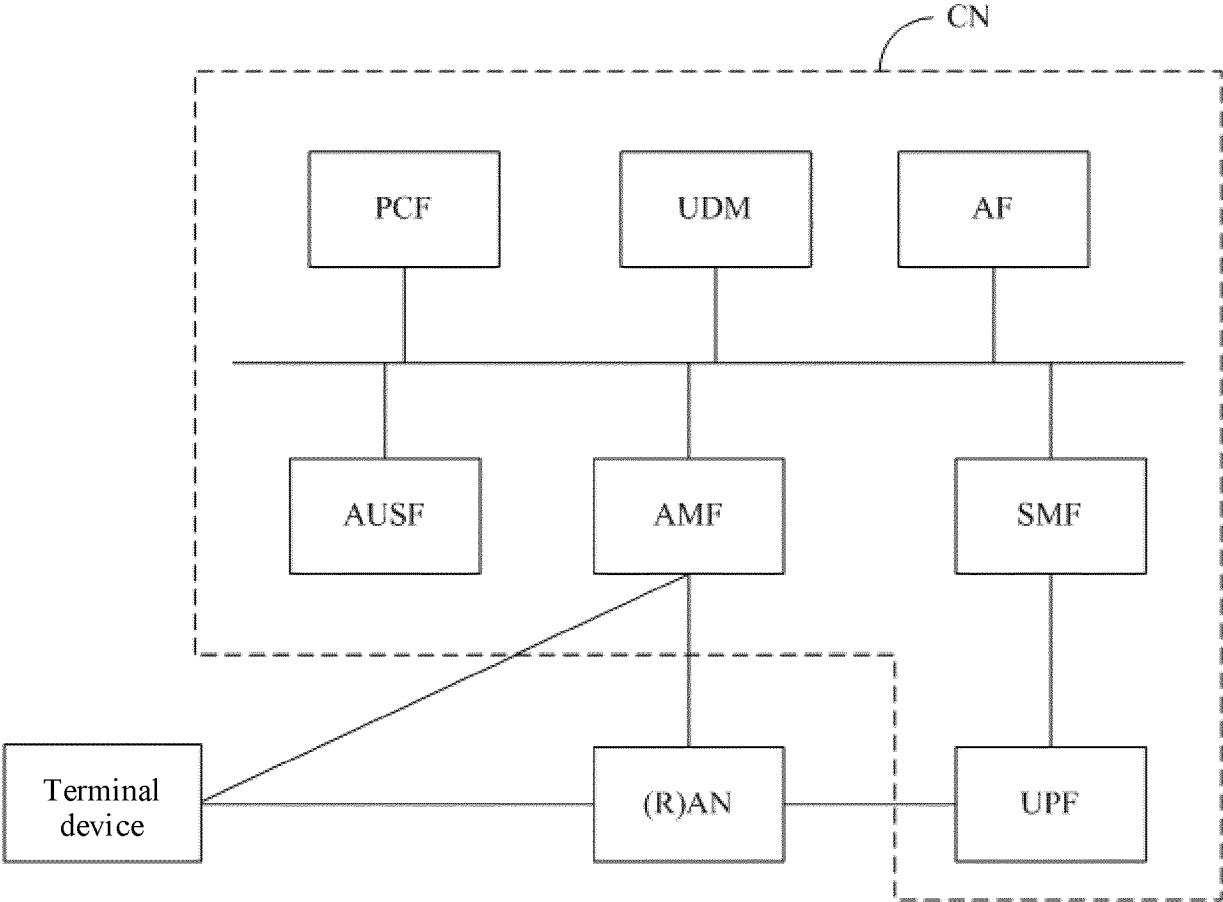 CN
PCF
UDM
AF
AUSF
AMF
SMF
Terminal
device
(R)AN
UPF